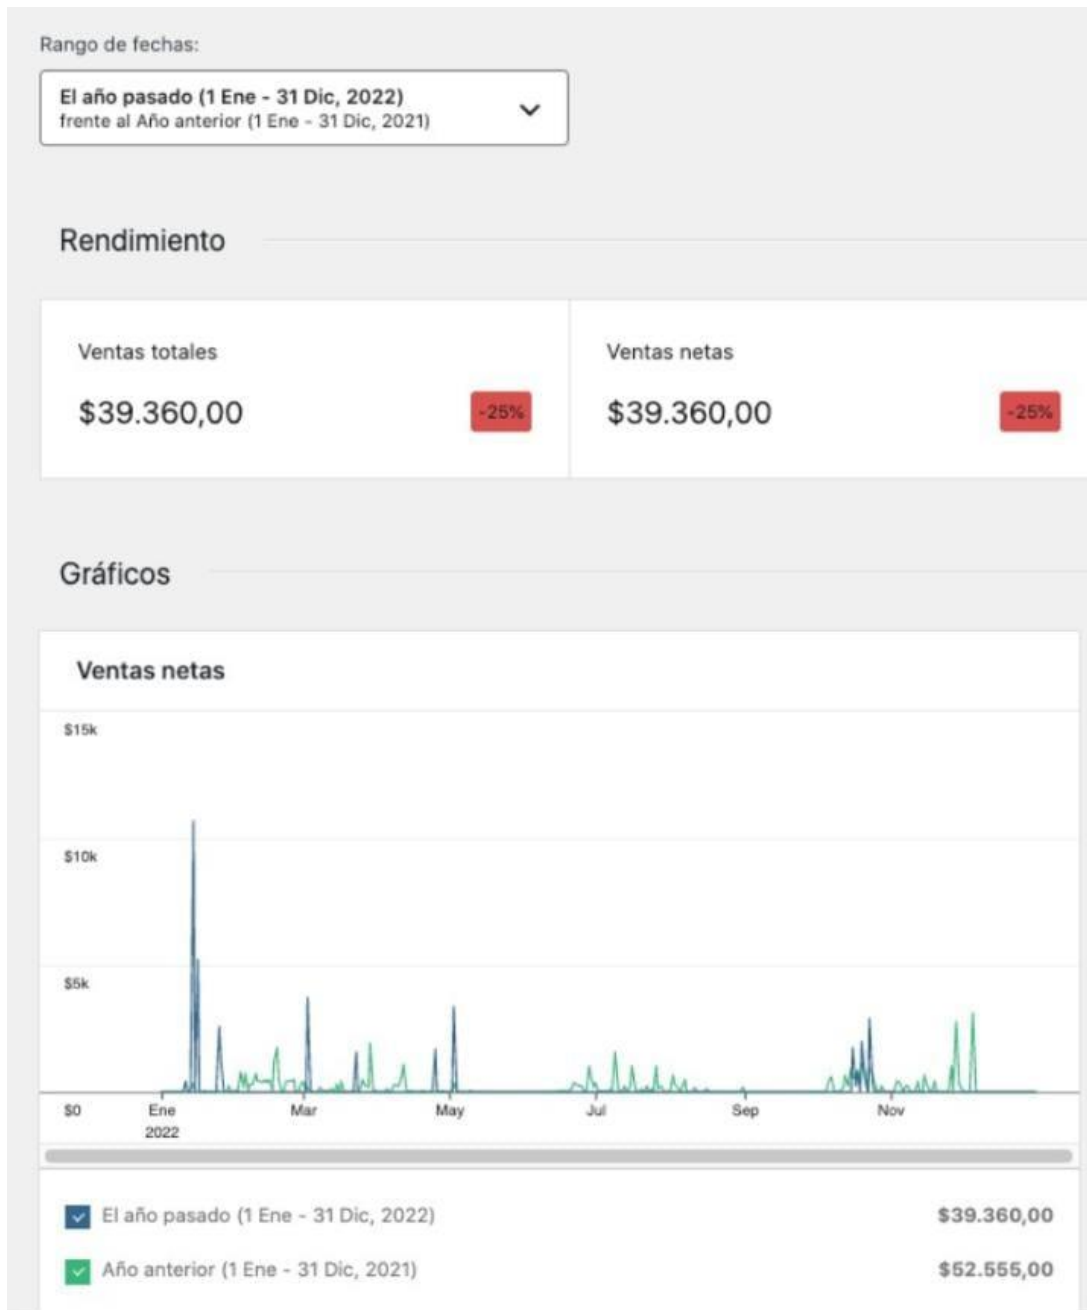 Rango de fechas:
El año pasado (1 Ene - 31 Dic, 2022)
frente al Año anterior (1 Ene - 31 Dic, 2021)
Rendimiento
Ventas totales
$39.360,00
-25%
Ventas netas
$39.360,00
-25%
Gráficos
Ventas netas
$15k
$10k
$5k
$0
Ene
2022
Mar
May
Jul
Sep
Nov
El año pasado (1 Ene - 31 Dic, 2022)
$39.360,00
Año anterior (1 Ene - 31 Dic, 2021)
$52.555,00